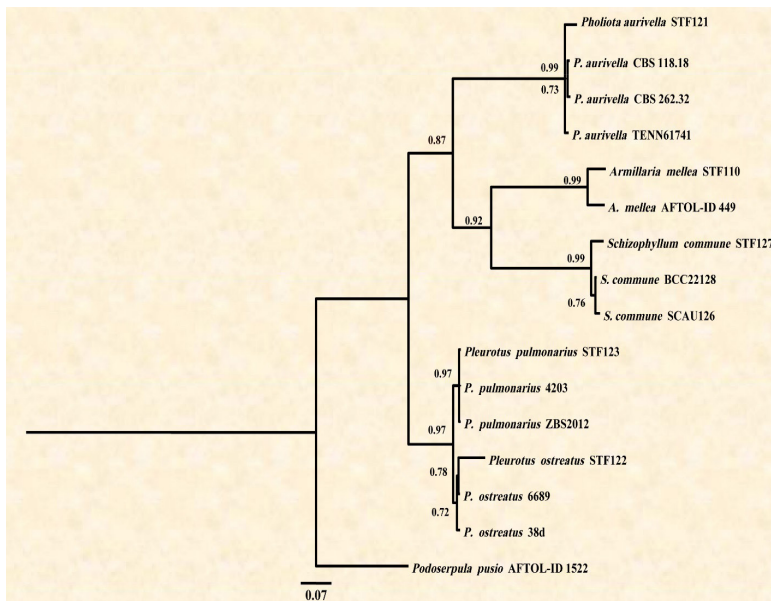 Pholiota aurivella STF121
0.99
P. aurivella CBS 118.18
0.73
P. aurivella CBS 262.32
P. aurivella TENN61741
0.87
Armillaria mellea STF110
0.99
A. mellea AFTOL-ID 449
0.92
Schizophyllum commune STF127
0.99
S. commune BCC22128
0.76
S. commune SCAU126
Pleurotus pulmonarius STF123
0.97
P. pulmonarius 4203
P. pulmonarius ZBS2012
0.97
Pleurotus ostreatus STF122
0.78
P. ostreatus 6689
0.72
P. ostreatus 38d
Podoserpula pusio AFTOL-ID 1522
0.07